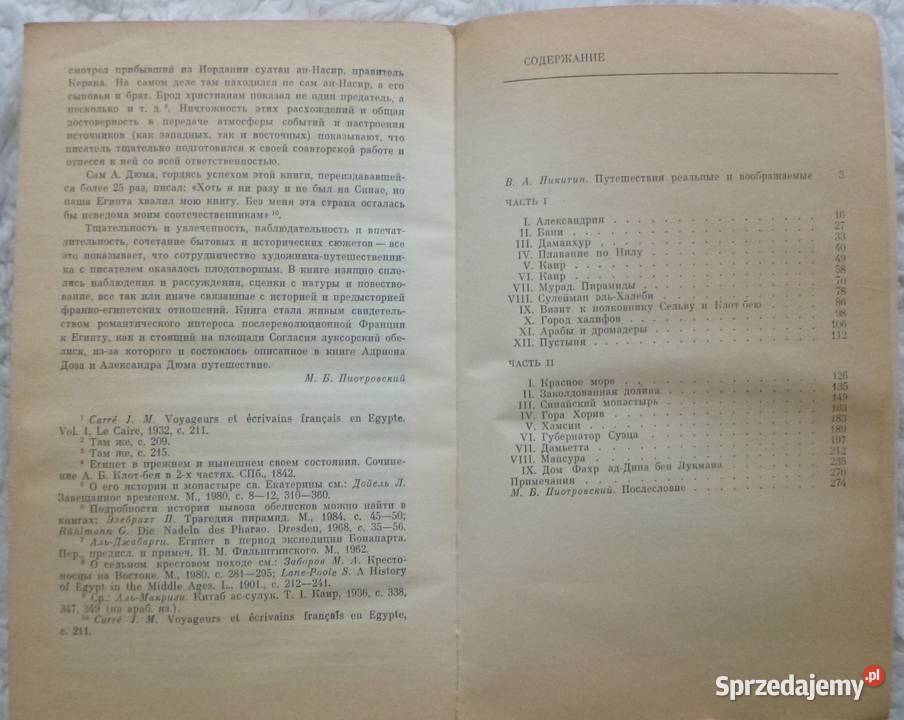 смотрел прибывший из Иордании султан ан-Насир, правитель
Керака. На самом деле там находился не сам ан-Насир, а его
сыновья и брат. Брод христианам показал не один предатель, а
несколько и т. д.⁹. Ничтожность этих расхождений и общая
достоверность в передаче атмосферы событий и настроения
источников (как западных, так и восточных) показывают, что
писатель тщательно подготовился к своей соавторской работе и
отнесся к ней со всей ответственностью.
Сам А. Дюма, гордясь успехом этой книги, переиздававшей-
ся более 25 раз, писал: «Хоть я ни разу и не был на Синае, но
паша Египта хвалил мою книгу. Без меня эта страна осталась
бы неведома моим соотечественникам»¹⁰.
Тщательность и увлеченность, наблюдательность и впечат-
лительность, сочетание бытовых и исторических сюжетов — все
это показывает, что сотрудничество художника-путешественни-
ка с писателем оказалось плодотворным. В книге изящно спле-
лись наблюдения и рассуждения, сценки с натуры и повество-
вание, все так или иначе связанные с историей и предысторией
франко-египетских отношений. Книга стала живым свидетель-
ством романтического интереса послереволюционной Франции
к Египту, как и стоящий на площади Согласия луксорский обе-
лиск, из-за которого и состоялось описанное в книге Адриена
Доза и Александра Дюма путешествие.
М. Б. Пиотровский
¹ Carré J. M. Voyageurs et écrivains français en Egypte.
Vol. 1, Le Caire, 1932, c. 211.
² Там же, с. 209.
³ Там же, с. 215.
⁴ Египет в прежнем и нынешнем своем состоянии. Сочине-
ние А. Б. Клот-бея в 2-х частях. СПб., 1842.
⁵ О его истории и монастыре св. Екатерины см.: Дойель Л.
Завещанное временем. М., 1980, с. 8—12, 310—360.
⁶ Подробности истории вывоза обелисков можно найти в
книгах: Элебрахт П. Трагедия пирамид. М., 1984, с. 45—50;
Rühlmann G. Die Nadeln des Pharao. Dresden, 1968, c. 35—56.
⁷ Аль-Джабарти. Египет в период экспедиции Бонапарта.
Пер., предисл. и примеч. И. М. Фильштинского. М., 1962.
⁸ О седьмом крестовом походе см.: Заборов М. А. Кресто-
носцы на Востоке. М., 1980, с. 281—295; Lane-Poole S. A History
of Egypt in the Middle Ages. L., 1901., c. 212—241.
⁹ Ср.: Аль-Макризи. Китаб ас-сулук. Т. I. Каир, 1936, с. 338,
347, 349 (на араб. яз.).
¹⁰ Carré J. M. Voyageurs et écrivains français en Egypte,
c. 211.
СОДЕРЖАНИЕ
В. А. Никитин. Путешествия реальные и воображаемые 3
ЧАСТЬ I
I. Александрия 16
II. Бани 27
III. Даманхур 33
IV. Плавание по Нилу 40
V. Каир 49
VI. Каир 58
VII. Мурад. Пирамиды 70
VIII. Сулейман эль-Халеби 78
IX. Визит к полковнику Сельву и Клот-бею 86
X. Город халифов 98
XI. Арабы и дромадеры 106
XII. Пустыня 112
ЧАСТЬ II
I. Красное море 126
II. Заколдованная долина 135
III. Синайский монастырь 149
IV. Гора Хорив 163
V. Хамсин 183
VI. Губернатор Суэца 189
VII. Дамьетта 197
VIII. Мансура 212
IX. Дом Фахр ад-Дина бен Лукмана 235
Примечания 270
М. Б. Пиотровский. Послесловие 274
Sprzedajemy.pl